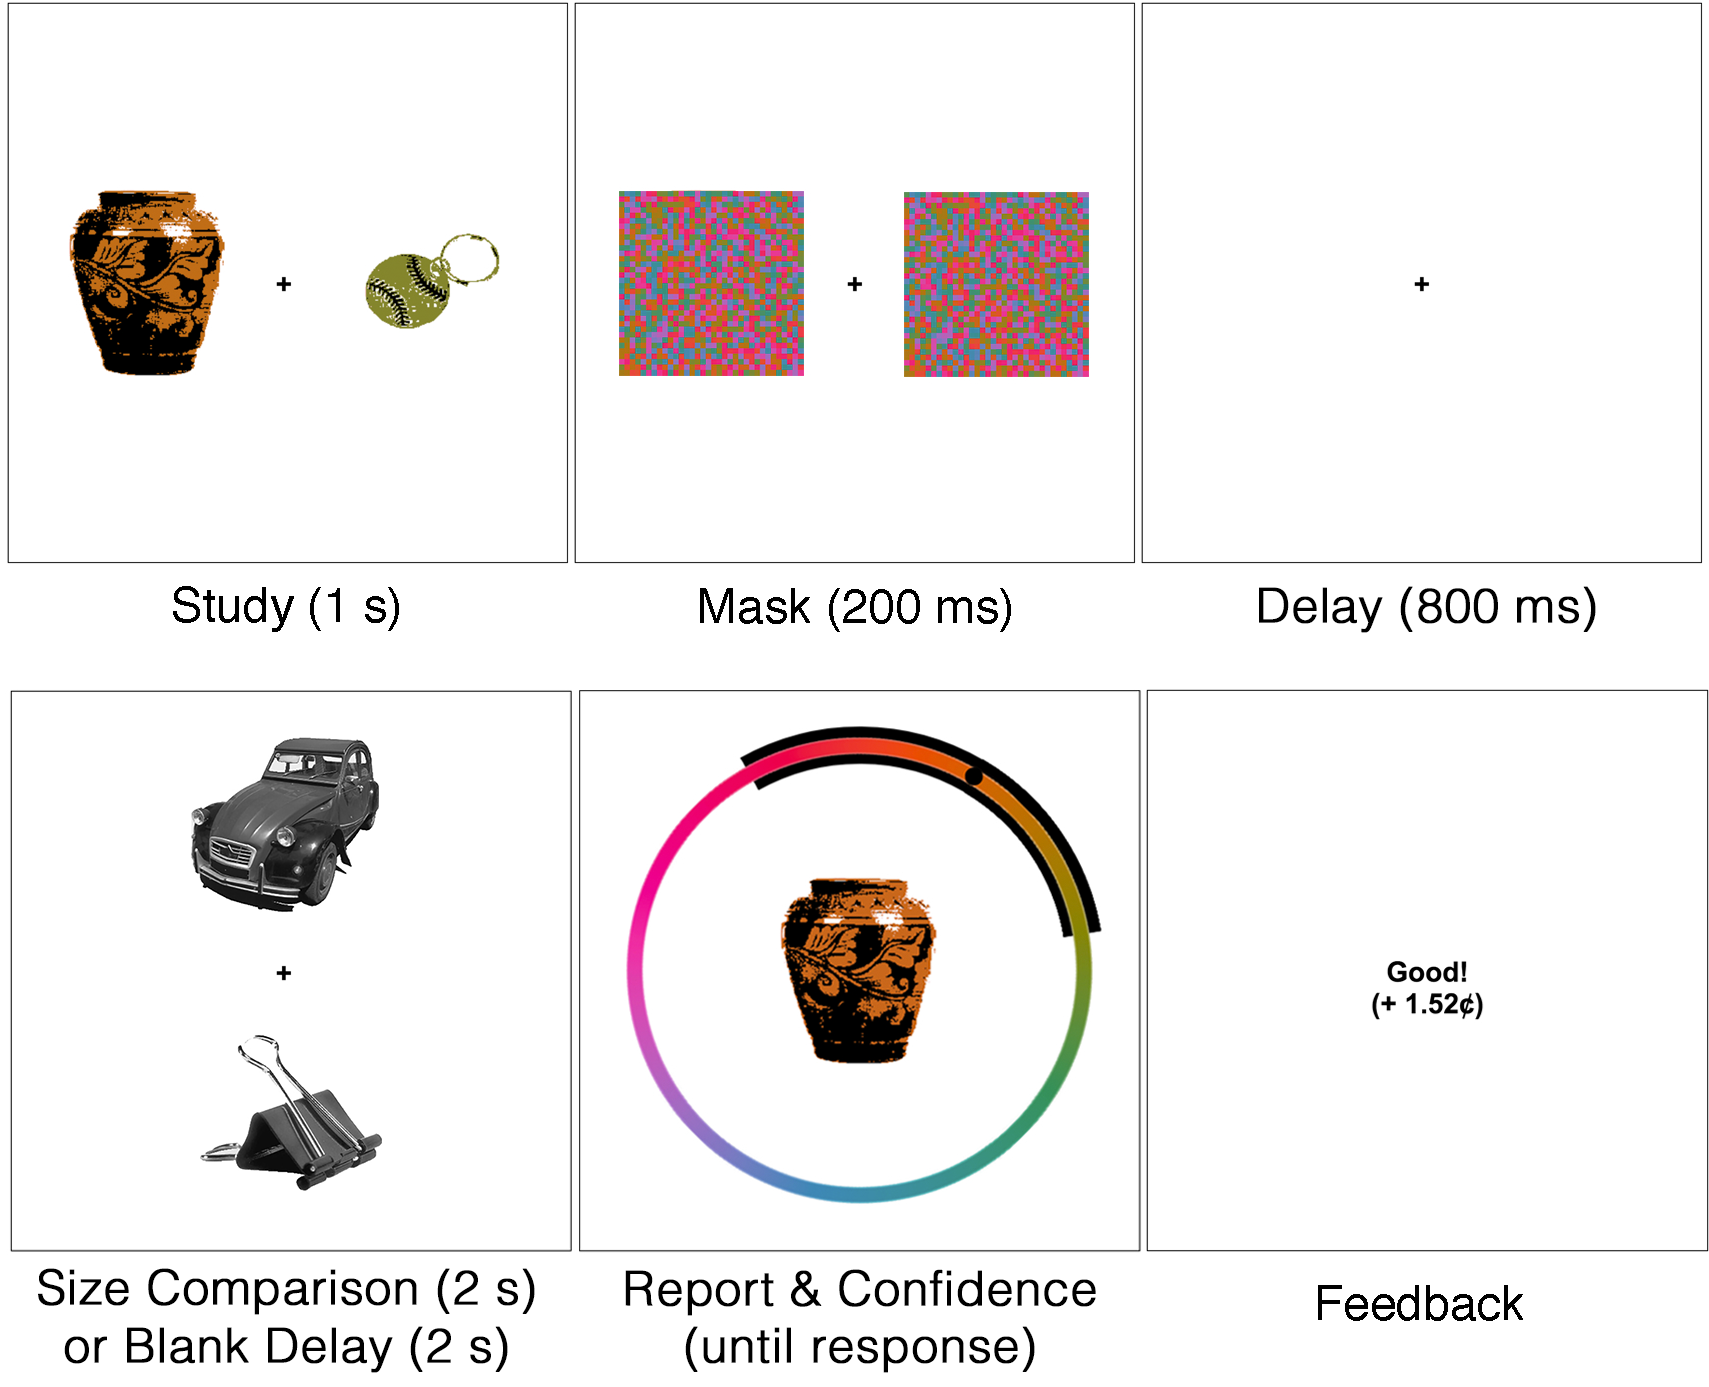 Study (1 s)
Mask (200 ms)
Delay (800 ms)
Good!
(+ 1.52¢)
Size Comparison (2 s)
or Blank Delay (2 s)
Report & Confidence
(until response)
Feedback